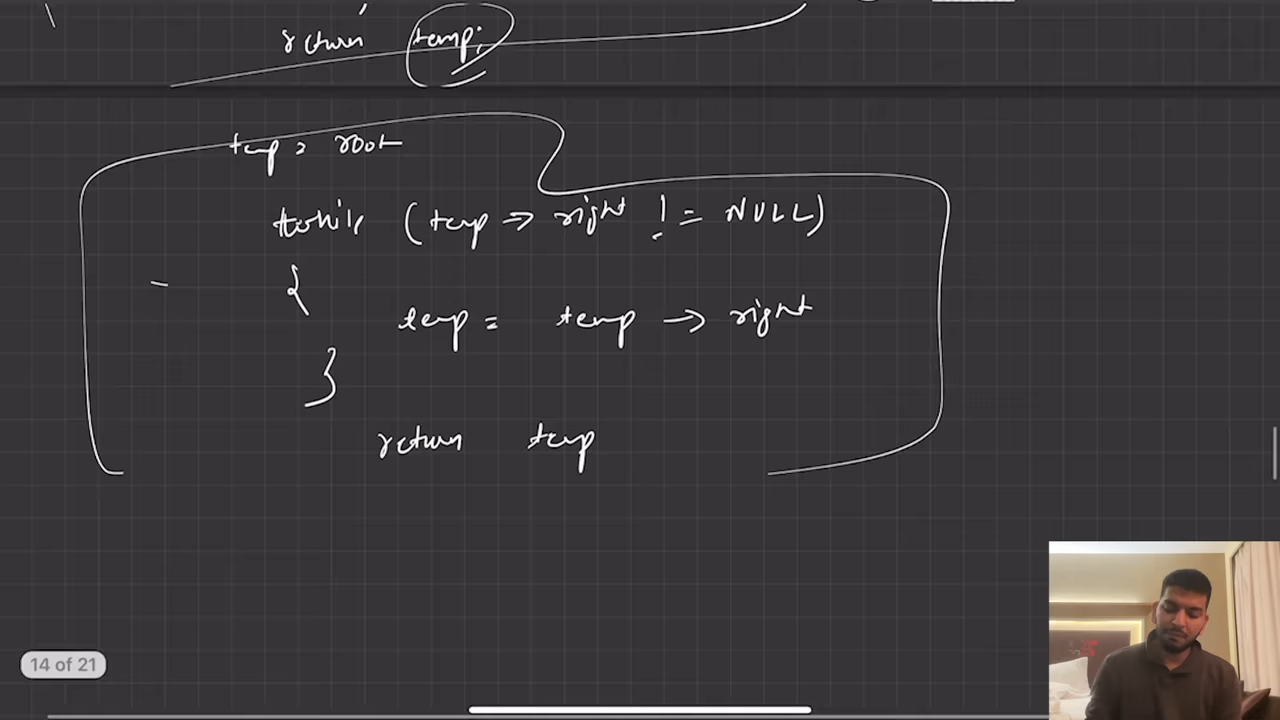 return temp;
temp = root
while (temp -> right != NULL)
{
temp = temp -> right
}
return temp
14 of 21